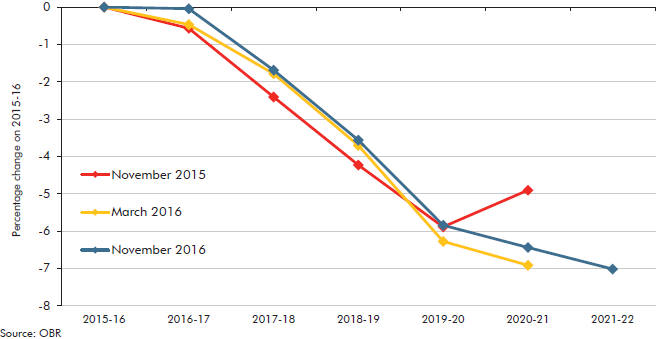 0
-1
-2
-3
-4
-5
-6
-7
-8
Percentage change on 2015-16
November 2015
March 2016
November 2016
2015-16 2016-17 2017-18 2018-19 2019-20 2020-21 2021-22
Source: OBR